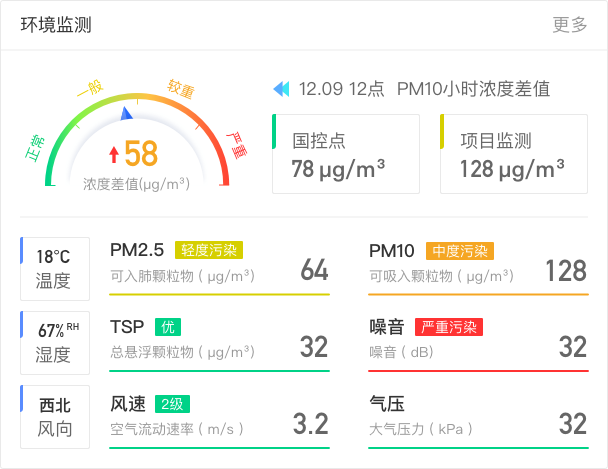 环境监测 更多
正常 一般 较重 严重
58
浓度差值(μg/m³)
12.09 12点 PM10小时浓度差值
国控点
78 μg/m³
项目监测
128 μg/m³
18°C
温度
PM2.5 轻度污染
可入肺颗粒物（μg/m³）
64
PM10 中度污染
可吸入颗粒物（μg/m³）
128
67% RH
湿度
TSP 优
总悬浮颗粒物（μg/m³）
32
噪音 严重污染
噪音（dB）
32
西北
风向
风速 2级
空气流动速率（m/s）
3.2
气压
大气压力（kPa）
32